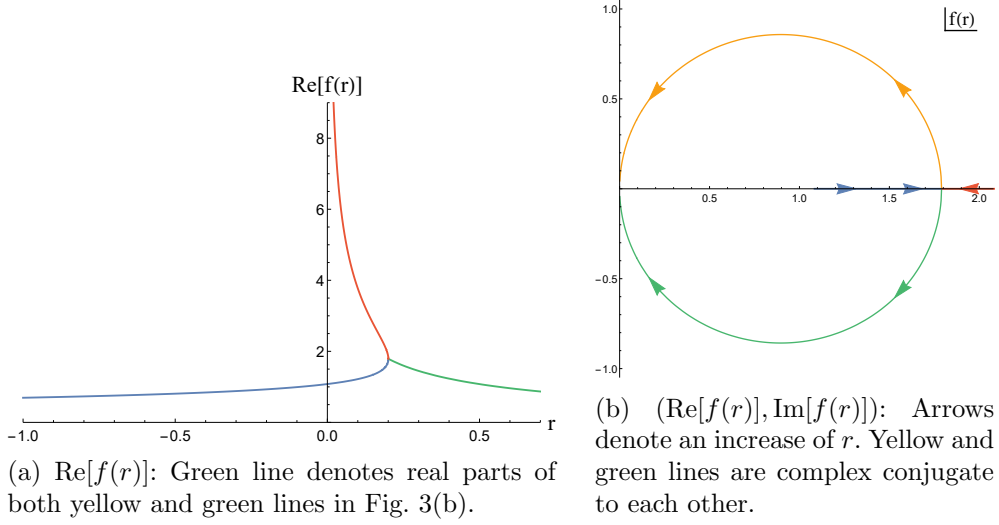 Re[f(r)]
8
6
4
2
−1.0
−0.5
0.0
0.5
r
(a) Re[f(r)]: Green line denotes real parts of
both yellow and green lines in Fig. 3(b).
f(r)
1.0
0.5
0.5
1.0
1.5
2.0
−0.5
−1.0
(b) (Re[f(r)], Im[f(r)]): Arrows
denote an increase of r. Yellow and
green lines are complex conjugate
to each other.